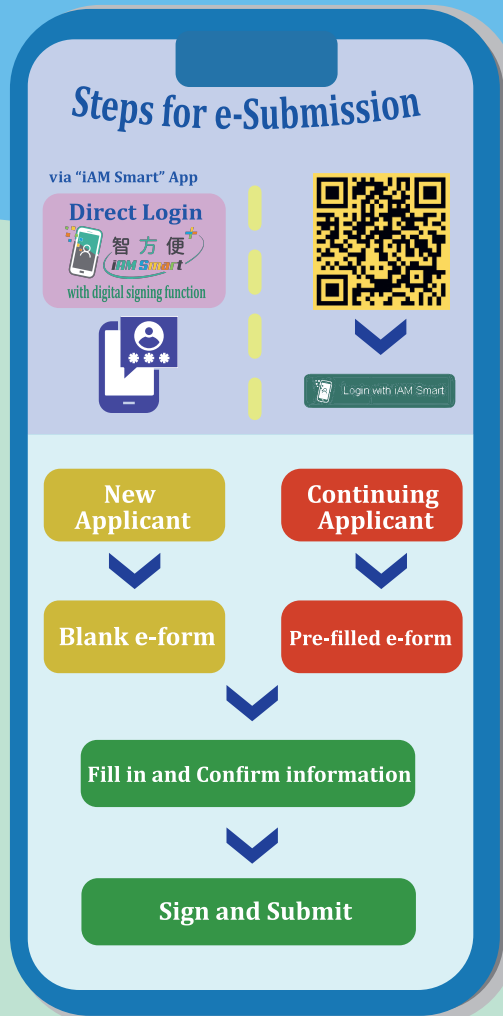 Steps for e-Submission
via “iAM Smart” App
Direct Login
智方便
iAM Smart
with digital signing function
Login with iAM Smart
New
Applicant
Continuing
Applicant
Blank e-form
Pre-filled e-form
Fill in and Confirm information
Sign and Submit